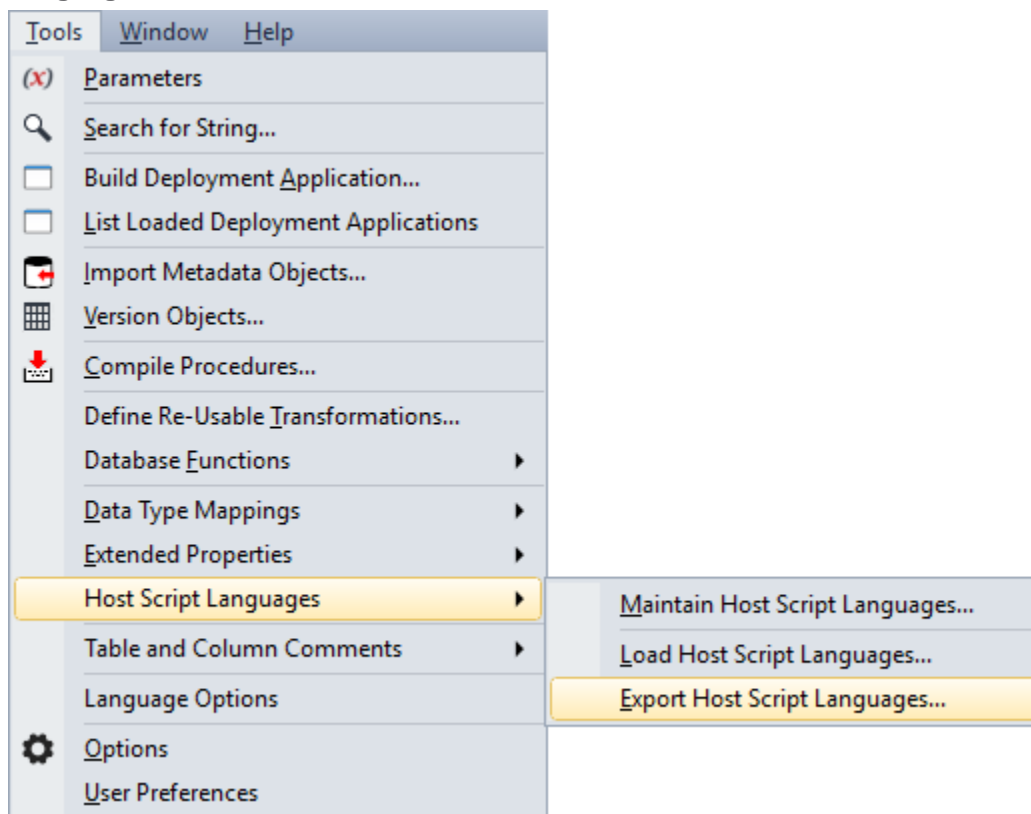 Tools Window Help
(x) Parameters
Search for String...
Build Deployment Application...
List Loaded Deployment Applications
Import Metadata Objects...
Version Objects...
Compile Procedures...
Define Re-Usable Transformations...
Database Functions
Data Type Mappings
Extended Properties
Host Script Languages
Maintain Host Script Languages...
Table and Column Comments
Load Host Script Languages...
Language Options
Export Host Script Languages...
Options
User Preferences